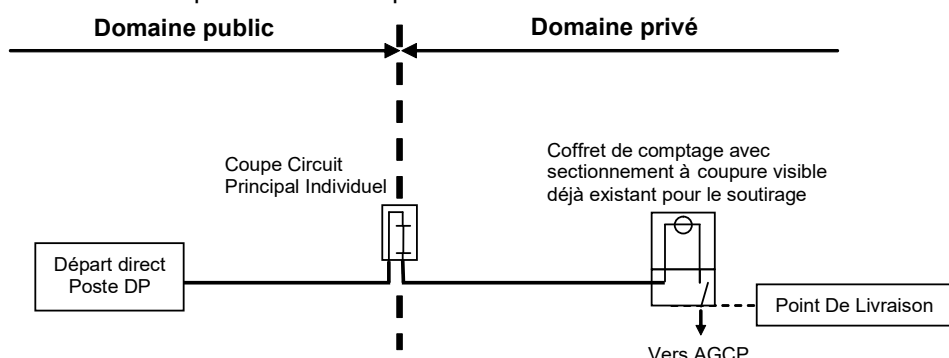 Domaine public
Domaine privé
Coupe Circuit
Principal Individuel
Coffret de comptage avec
sectionnement à coupure visible
déjà existant pour le soutirage
Départ direct
Poste DP
Point De Livraison
Vers AGCP